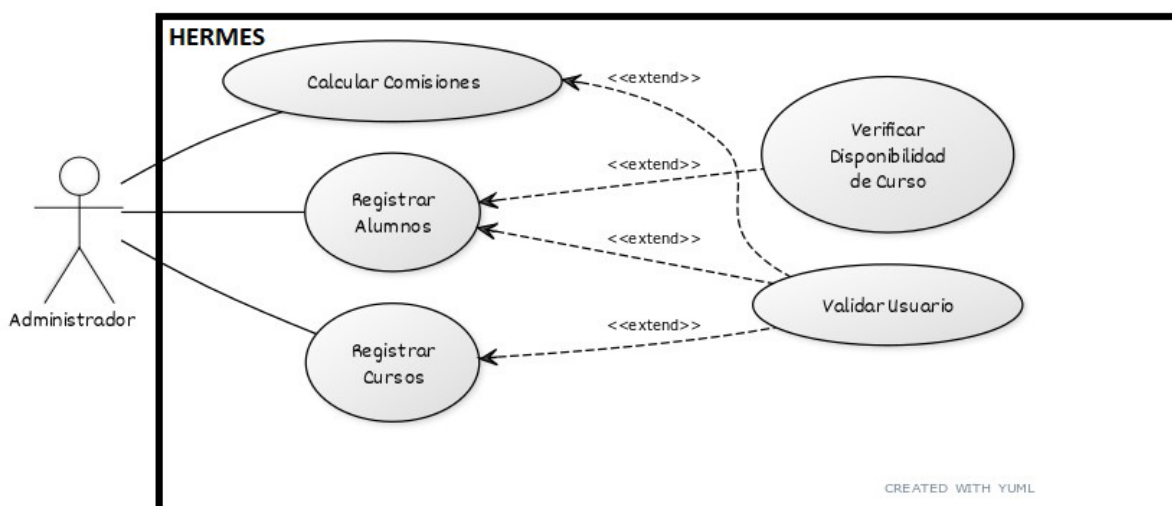 HERMES
Calcular Comisiones
<<extend>>
Verificar
Disponibilidad
de Curso
<<extend>>
Registrar
Alumnos
<<extend>>
Validar Usuario
Administrador
<<extend>>
Registrar
Cursos
CREATED WITH YUML